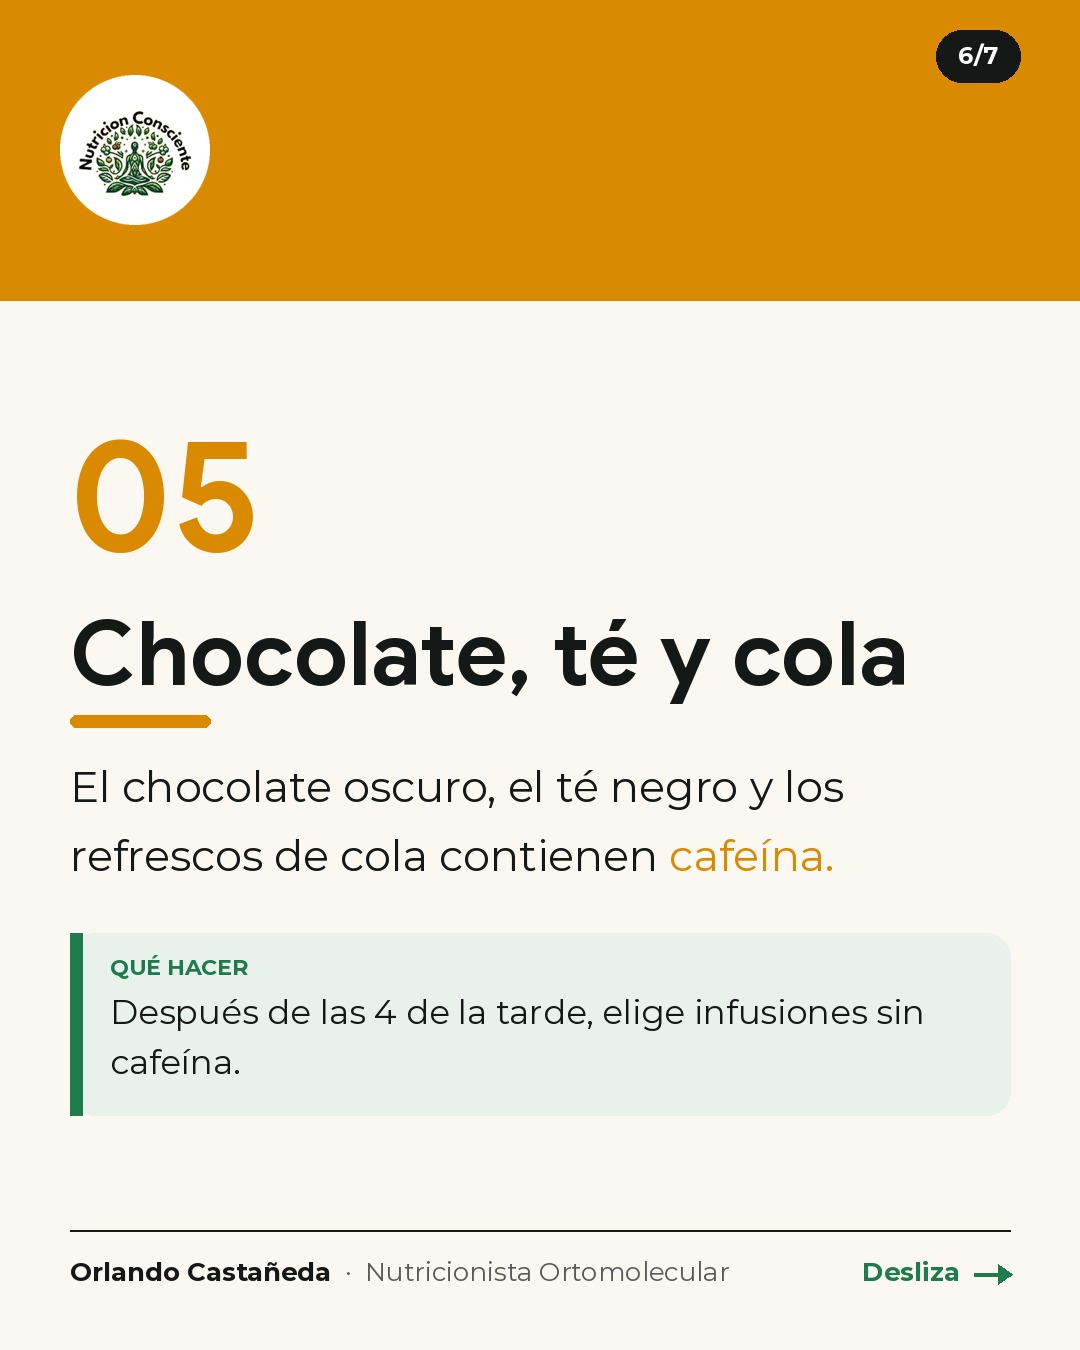 6/7
Nutricion Consciente
05
Chocolate, té y cola
El chocolate oscuro, el té negro y los
refrescos de cola contienen cafeína.
QUÉ HACER
Después de las 4 de la tarde, elige infusiones sin
cafeína.
Orlando Castañeda · Nutricionista Ortomolecular
Desliza